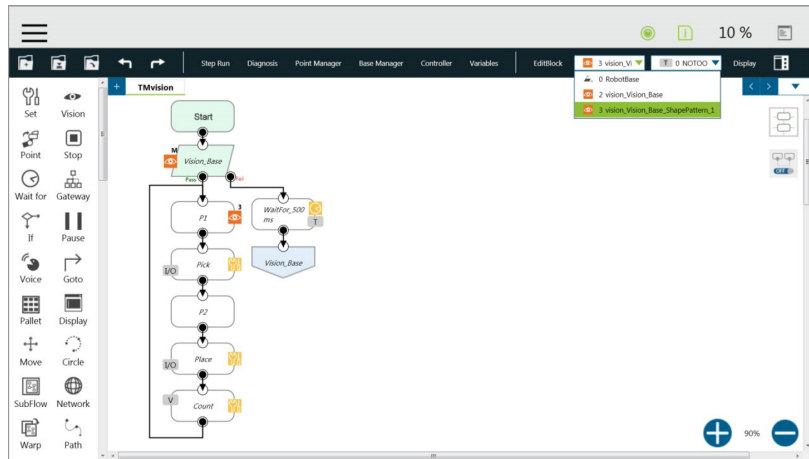 10 %
Step Run Diagnosis Point Manager Base Manager Controller Variables EditBlock 3 vision_Vi T 0 NOTOO Display
0 RobotBase
2 vision_Vision_Base
3 vision_Vision_Base_ShapePattern_1
+ TMvision
Set Vision
Point Stop
Wait for Gateway
If Pause
Voice Goto
Pallet Display
Move Circle
SubFlow Network
Warp Path
Start
M
Vision_Base
Pass Fail
3
P1
WaitFor_500
ms
T
I/O
Pick
Vision_Base
P2
I/O
Place
V
Count
OFF
90%